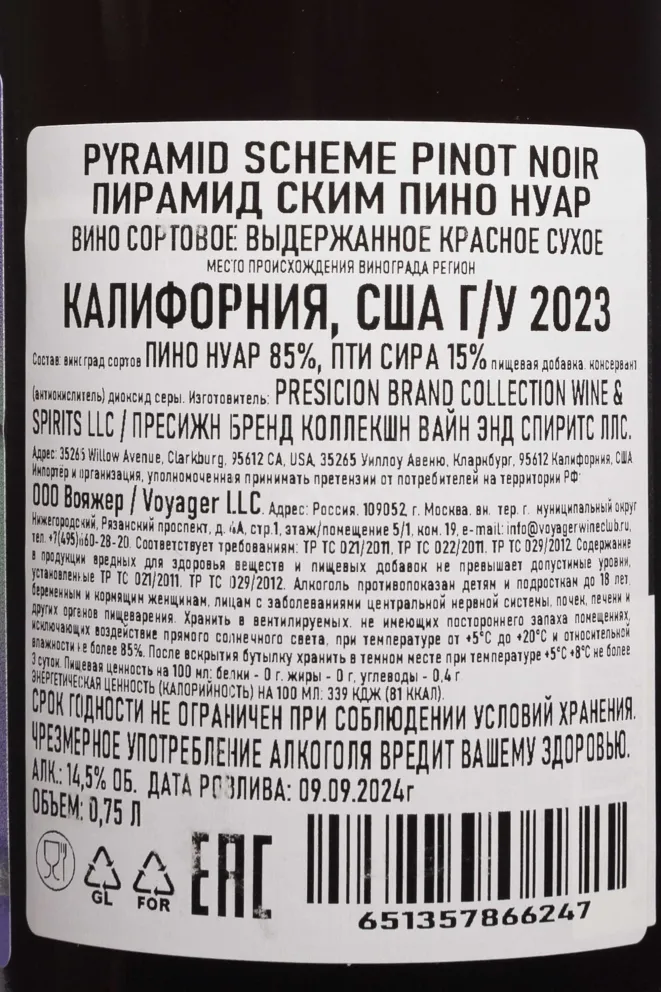 PYRAMID SCHEME PINOT NOIR
ПИРАМИД СКИМ ПИНО НУАР
ВИНО СОРТОВОЕ ВЫДЕРЖАННОЕ КРАСНОЕ СУХОЕ
МЕСТО ПРОИСХОЖДЕНИЯ ВИНОГРАДА РЕГИОН
КАЛИФОРНИЯ, США Г/У 2023
Состав: виноград сортов ПИНО НУАР 85%, ПТИ СИРА 15% пищевая добавка: консервант
(антиокислитель) диоксид серы. Изготовитель: PRESICION BRAND COLLECTION WINE &
SPIRITS LLC / ПРЕСИЖН БРЕНД КОЛЛЕКШН ВАЙН ЭНД СПИРИТС ЛЛС.
Адрес: 35265 Willow Avenue, Clarkburg, 95612 CA, USA, 35265 Уиллоу Авеню, Кларкбург, 95612 Калифорния, США
Импортёр и организация, уполномоченная принимать претензии от потребителей на территории РФ:
ООО Вояжер / Voyager LLC. Адрес: Россия, 109052, г. Москва, вн. тер. г. муниципальный округ
Нижегородский, Рязанский проспект, д. 4А, стр.1, этаж/помещение 5/1, ком. 19, e-mail: info@voyagerwineclub.ru,
тел. +7(495)160-28-20. Соответствует требованиям: ТР ТС 021/2011, ТР ТС 022/2011, ТР ТС 029/2012. Содержание
в продукции вредных для здоровья веществ и пищевых добавок не превышает допустимые уровни,
установленные ТР ТС 021/2011, ТР ТС 029/2012. Алкоголь противопоказан детям и подросткам до 18 лет,
беременным и кормящим женщинам, лицам с заболеваниями центральной нервной системы, почек, печени и
других органов пищеварения. Хранить в вентилируемых, не имеющих постороннего запаха помещениях,
исключающих воздействие прямого солнечного света, при температуре от +5°С до +20°С и относительной
влажности не более 85%. После вскрытия бутылку хранить в темном месте при температуре +5°С +8°С не более
3 суток. Пищевая ценность на 100 мл: белки - 0 г, жиры - 0 г, углеводы - 0,4 г
ЭНЕРГЕТИЧЕСКАЯ ЦЕННОСТЬ (КАЛОРИЙНОСТЬ) НА 100 МЛ: 339 КДЖ (81 ККАЛ).
СРОК ГОДНОСТИ НЕ ОГРАНИЧЕН ПРИ СОБЛЮДЕНИИ УСЛОВИЙ ХРАНЕНИЯ.
ЧРЕЗМЕРНОЕ УПОТРЕБЛЕНИЕ АЛКОГОЛЯ ВРЕДИТ ВАШЕМУ ЗДОРОВЬЮ.
АЛК.: 14,5% ОБ. ДАТА РОЗЛИВА: 09.09.2024г
ОБЪЕМ: 0,75 Л
GL FOR EAC
651357866247